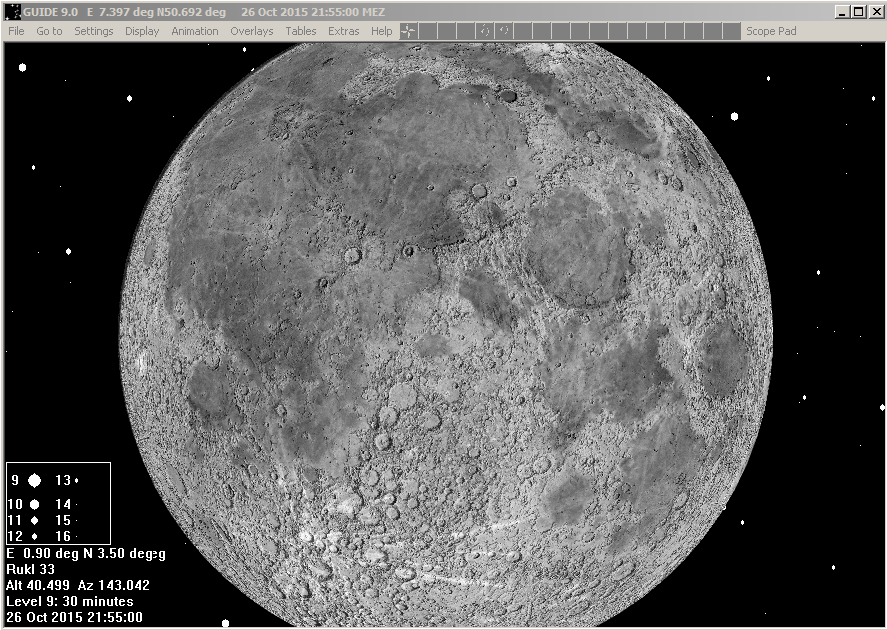 GUIDE 9.0 E 7.397 deg N50.692 deg 26 Oct 2015 21:55:00 MEZ
File Go to Settings Display Animation Overlays Tables Extras Help Scope Pad
9 13
10 14
11 15
12 16
E 0.90 deg N 3.50 deg
Rukl 33
Alt 40.499 Az 143.042
Level 9: 30 minutes
26 Oct 2015 21:55:00